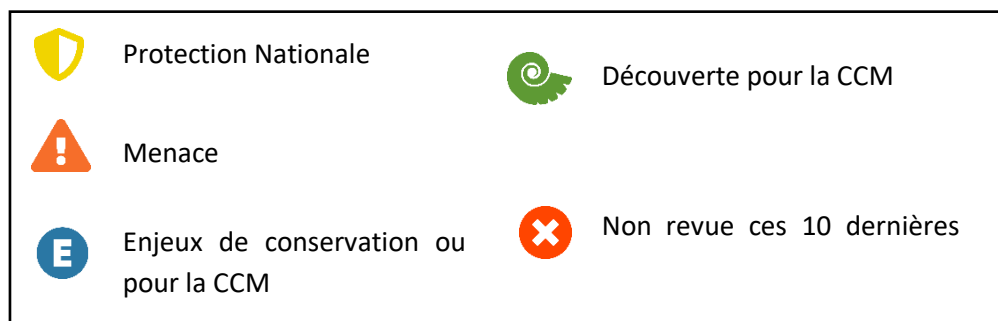 Protection Nationale
Menace
E
Enjeux de conservation ou
pour la CCM
Découverte pour la CCM
Non revue ces 10 dernières